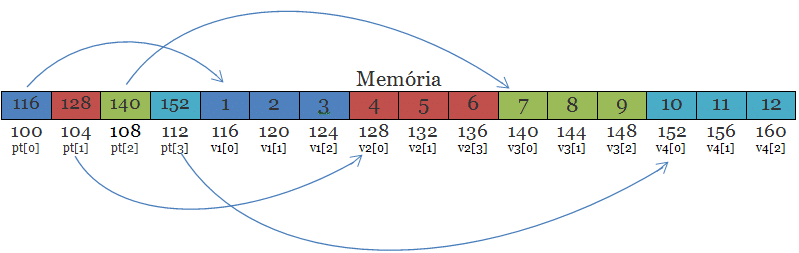 Memória
116 128 140 152 1 2 3 4 5 6 7 8 9 10 11 12
100 104 108 112 116 120 124 128 132 136 140 144 148 152 156 160
pt[0] pt[1] pt[2] pt[3] v1[0] v1[1] v1[2] v2[0] v2[1] v2[3] v3[0] v3[1] v3[2] v4[0] v4[1] v4[2]